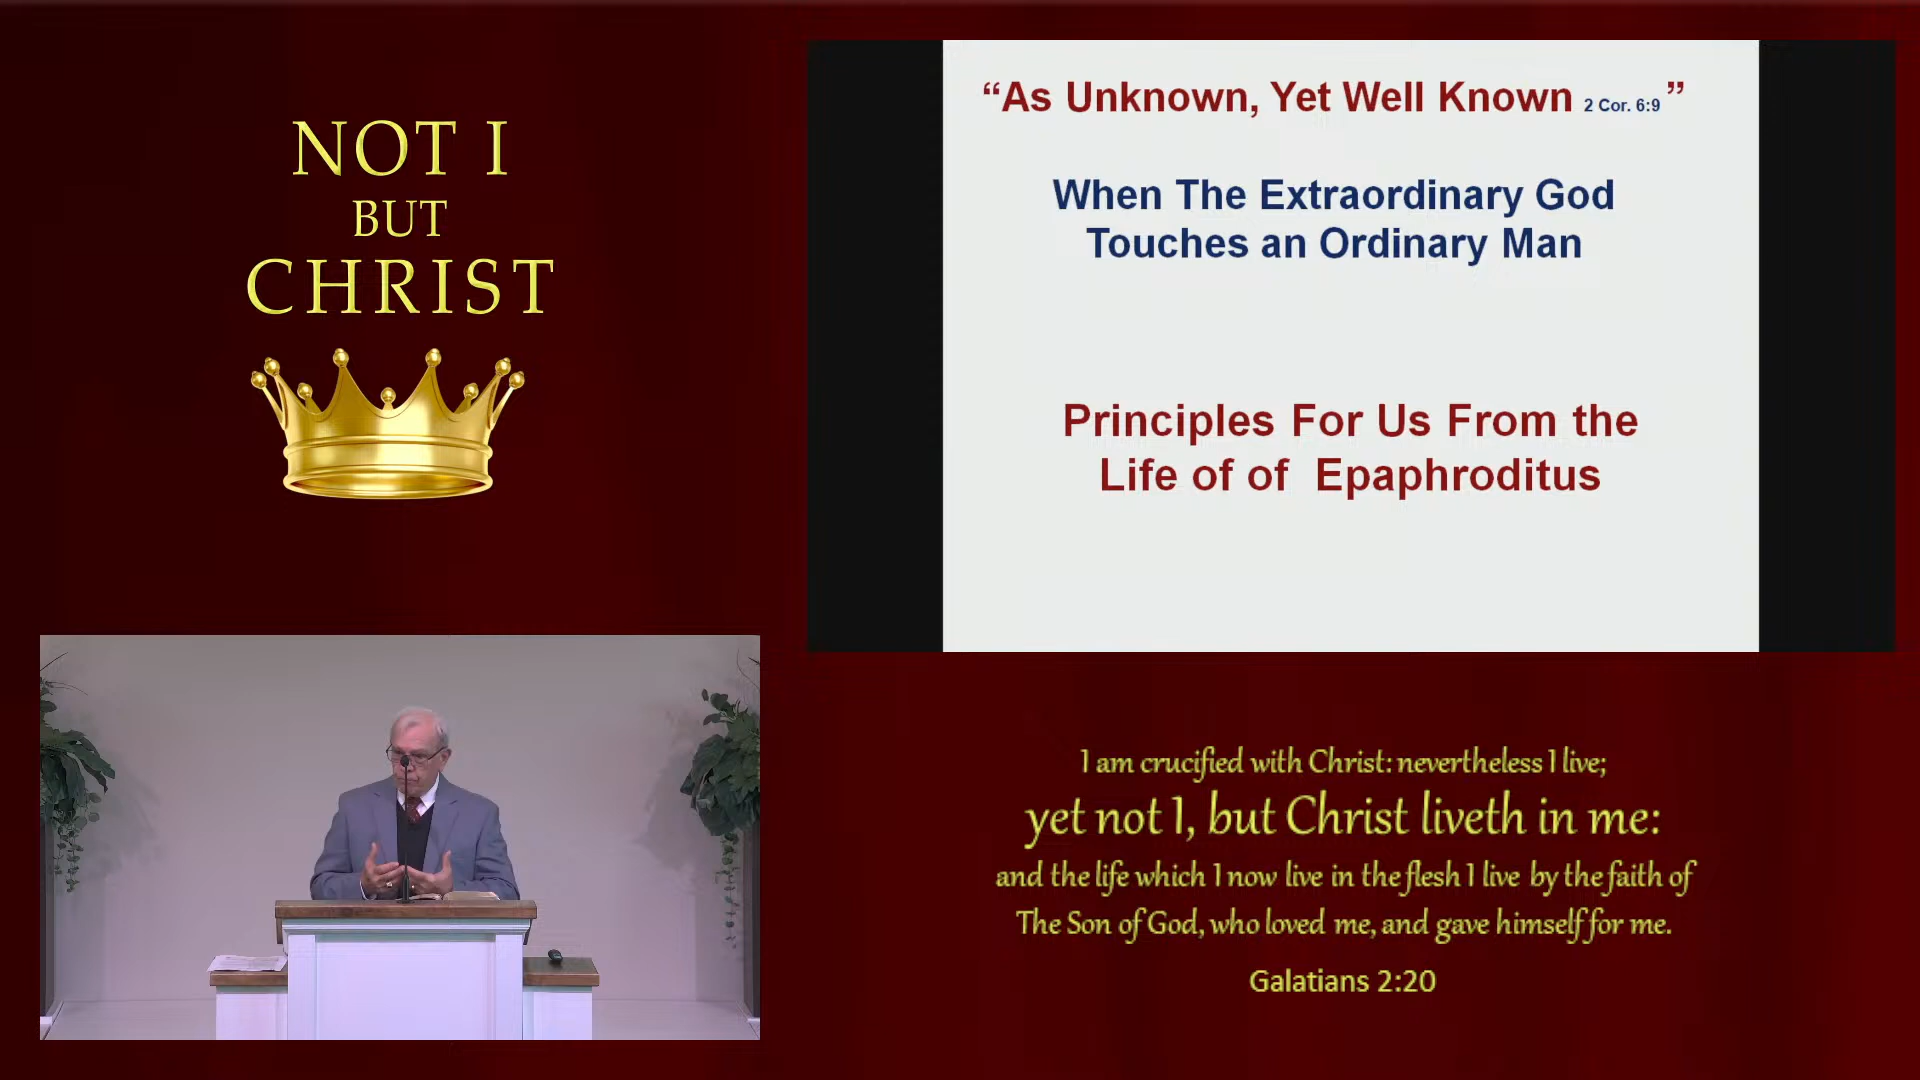 NOT I
BUT
CHRIST
“As Unknown, Yet Well Known 2 Cor. 6:9 ”
When The Extraordinary God
Touches an Ordinary Man
Principles For Us From the
Life of of Epaphroditus
I am crucified with Christ: nevertheless I live;
yet not I, but Christ liveth in me:
and the life which I now live in the flesh I live by the faith of
The Son of God, who loved me, and gave himself for me.
Galatians 2:20